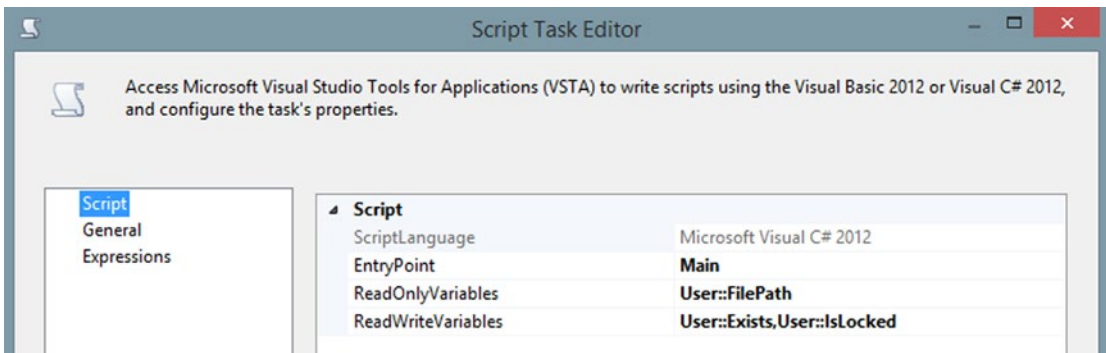 Script Task Editor
Access Microsoft Visual Studio Tools for Applications (VSTA) to write scripts using the Visual Basic 2012 or Visual C# 2012,
and configure the task's properties.
Script
General
Expressions
Script
ScriptLanguage Microsoft Visual C# 2012
EntryPoint Main
ReadOnlyVariables User::FilePath
ReadWriteVariables User::Exists,User::IsLocked